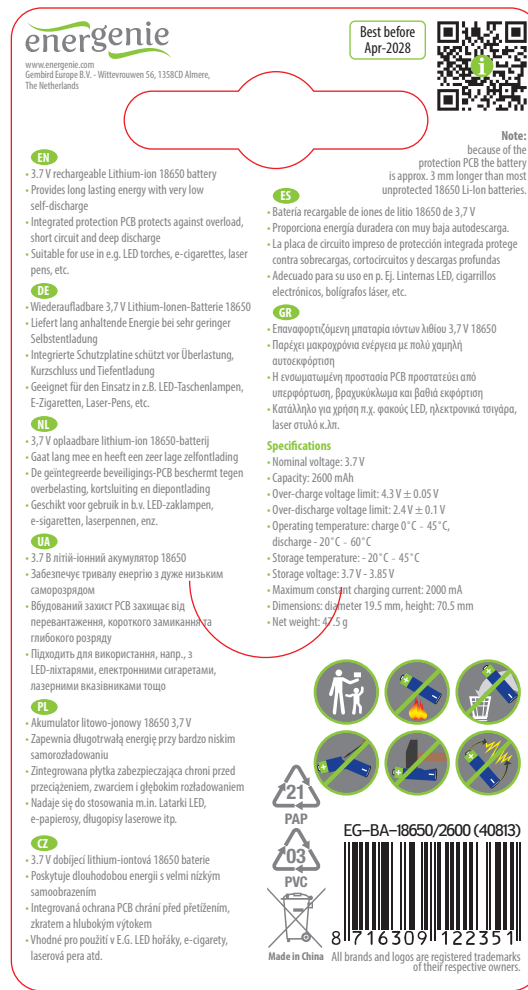 energenie
www.energenie.com
Gembird Europe B.V. - Wittevrouwen 56, 1358CD Almere,
The Netherlands
Best before
Apr-2028
Note:
because of the
protection PCB the battery
is approx. 3 mm longer than most
unprotected 18650 Li-Ion batteries.
EN
• 3.7 V rechargeable Lithium-ion 18650 battery
• Provides long lasting energy with very low
self-discharge
• Integrated protection PCB protects against overload,
short circuit and deep discharge
• Suitable for use in e.g. LED torches, e-cigarettes, laser
pens, etc.
DE
• Wiederaufladbare 3,7 V Lithium-Ionen-Batterie 18650
• Liefert lang anhaltende Energie bei sehr geringer
Selbstentladung
• Integrierte Schutzplatine schützt vor Überlastung,
Kurzschluss und Tiefentladung
• Geeignet für den Einsatz in z.B. LED-Taschenlampen,
E-Zigaretten, Laser-Pens, etc.
NL
• 3,7 V oplaadbare lithium-ion 18650-batterij
• Gaat lang mee en heeft een zeer lage zelfontlading
• De geïntegreerde beveiligings-PCB beschermt tegen
overbelasting, kortsluiting en diepontlading
• Geschikt voor gebruik in b.v. LED-zaklampen,
e-sigaretten, laserpennen, enz.
UA
• 3.7 В літій-іонний акумулятор 18650
• Забезпечує тривалу енергію з дуже низьким
саморозрядом
• Вбудований захист PCB захищає від
перевантаження, короткого замикання та
глибокого розряду
• Підходить для використання, напр., з
LED-ліхтарями, електронними сигаретами,
лазерними вказівниками тощо
PL
• Akumulator litowo-jonowy 18650 3,7 V
• Zapewnia długotrwałą energię przy bardzo niskim
samorozładowaniu
• Zintegrowana płytka zabezpieczająca chroni przed
przeciążeniem, zwarciem i głębokim rozładowaniem
• Nadaje się do stosowania m.in. Latarki LED,
e-papierosy, długopisy laserowe itp.
CZ
• 3.7 V dobíjecí lithium-iontová 18650 baterie
• Poskytuje dlouhodobou energii s velmi nízkým
samoobrazením
• Integrovaná ochrana PCB chrání před přetížením,
zkratem a hlubokým výtokem
• Vhodné pro použití v E.G. LED hořáky, e-cigarety,
laserová pera atd.
ES
• Batería recargable de iones de litio 18650 de 3,7 V
• Proporciona energía duradera con muy baja autodescarga.
• La placa de circuito impreso de protección integrada protege
contra sobrecargas, cortocircuitos y descargas profundas
• Adecuado para su uso en p. Ej. Linternas LED, cigarrillos
electrónicos, bolígrafos láser, etc.
GR
• Επαναφορτιζόμενη μπαταρία ιόντων λιθίου 3,7 V 18650
• Παρέχει μακροχρόνια ενέργεια με πολύ χαμηλή
αυτοεκφόρτιση
• Η ενσωματωμένη προστασία PCB προστατεύει από
υπερφόρτωση, βραχυκύκλωμα και βαθιά εκφόρτιση
• Κατάλληλο για χρήση π.χ. φακούς LED, ηλεκτρονικά τσιγάρα,
laser στυλό κ.λπ.
Specifications
• Nominal voltage: 3.7 V
• Capacity: 2600 mAh
• Over-charge voltage limit: 4.3 V ± 0.05 V
• Over-discharge voltage limit: 2.4 V ± 0.1 V
• Operating temperature: charge 0˚C - 45˚C,
discharge - 20˚C - 60˚C
• Storage temperature: - 20˚C - 45˚C
• Storage voltage: 3.7 V - 3.85 V
• Maximum constant charging current: 2000 mA
• Dimensions: diameter 19.5 mm, height: 70.5 mm
• Net weight: 47.5 g
21
PAP
03
PVC
Made in China
EG–BA–18650/2600 (40813)
8 716309 122351
All brands and logos are registered trademarks
of their respective owners.